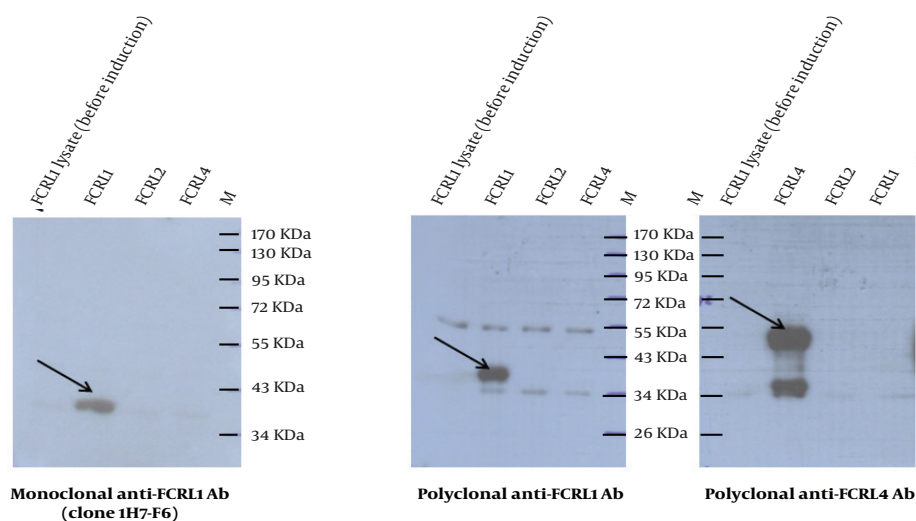 FCRL1 lysate (before induction)
FCRL1
FCRL2
FCRL4
M
170 KDa
130 KDa
95 KDa
72 KDa
55 KDa
43 KDa
34 KDa
Monoclonal anti-FCRL1 Ab
(clone 1H7-F6)
FCRL1 lysate (before induction)
FCRL1
FCRL2
FCRL4
M
170 KDa
130 KDa
95 KDa
72 KDa
55 KDa
43 KDa
34 KDa
26 KDa
Polyclonal anti-FCRL1 Ab
M
FCRL1 lysate (before induction)
FCRL4
FCRL2
FCRL1
Polyclonal anti-FCRL4 Ab